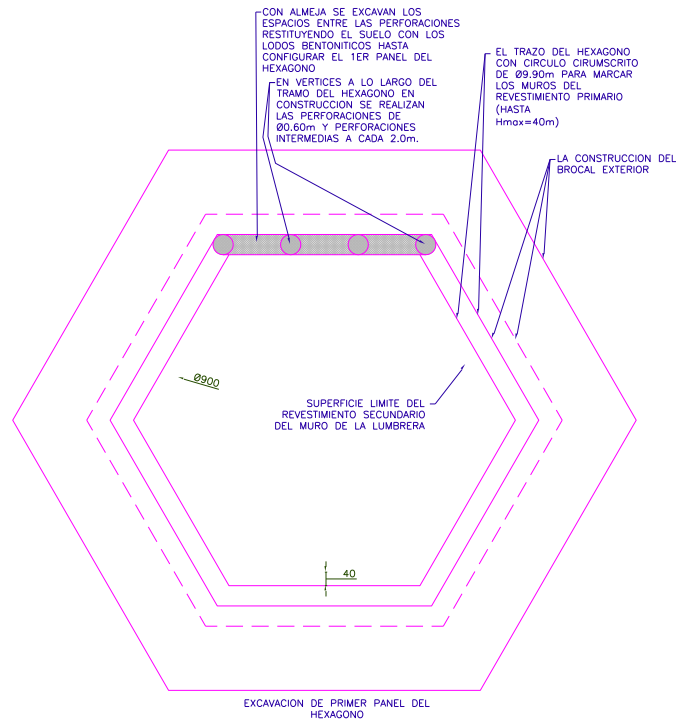 CON ALMEJA SE EXCAVAN LOS
ESPACIOS ENTRE LAS PERFORACIONES
RESTITUYENDO EL SUELO CON LOS
LODOS BENTONITICOS HASTA
CONFIGURAR EL 1ER PANEL DEL
HEXAGONO
EN VERTICES A LO LARGO DEL
TRAMO DEL HEXAGONO EN
CONSTRUCCION SE REALIZAN
LAS PERFORACIONES DE
Ø0.60m Y PERFORACIONES
INTERMEDIAS A CADA 2.0m.
EL TRAZO DEL HEXAGONO
CON CIRCULO CIRUMSCRITO
DE Ø9.90m PARA MARCAR
LOS MUROS DEL
REVESTIMIENTO PRIMARIO
(HASTA
Hmax=40m)
LA CONSTRUCCION DEL
BROCAL EXTERIOR
Ø900
SUPERFICIE LIMITE DEL
REVESTIMIENTO SECUNDARIO
DEL MURO DE LA LUMBRERA
40
EXCAVACION DE PRIMER PANEL DEL
HEXAGONO